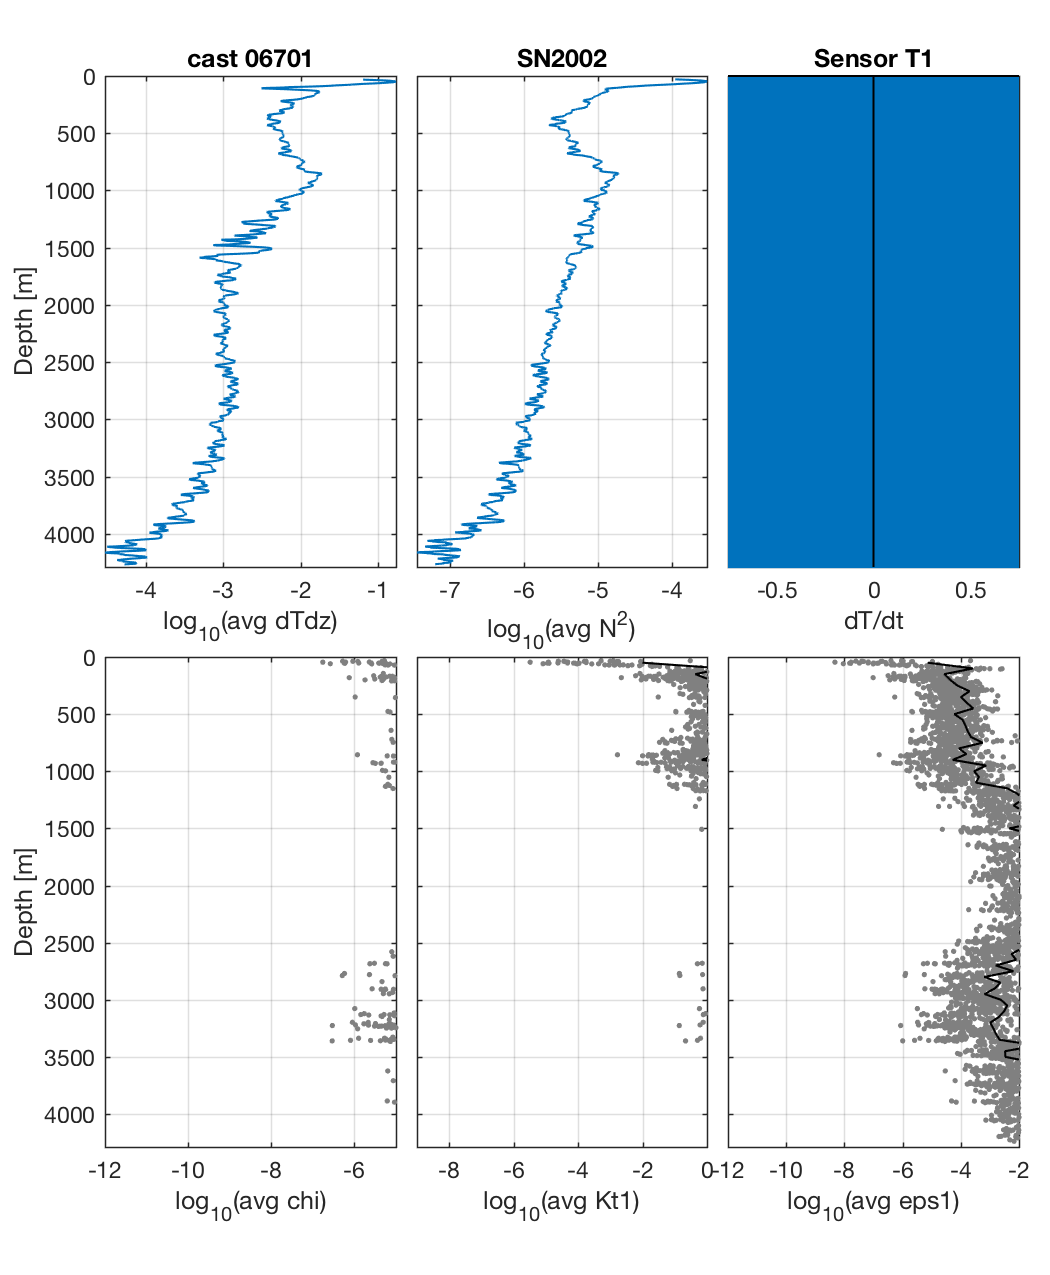 cast 06701
SN2002
Sensor T1
0
500
1000
1500
2000
2500
3000
3500
4000
Depth [m]
-4 -3 -2 -1
log10(avg dTdz)
-7 -6 -5 -4
log10(avg N2)
-0.5 0 0.5
dT/dt
0
500
1000
1500
2000
2500
3000
3500
4000
Depth [m]
-12 -10 -8 -6
log10(avg chi)
-8 -6 -4 -2 0
log10(avg Kt1)
-12 -10 -8 -6 -4 -2
log10(avg eps1)